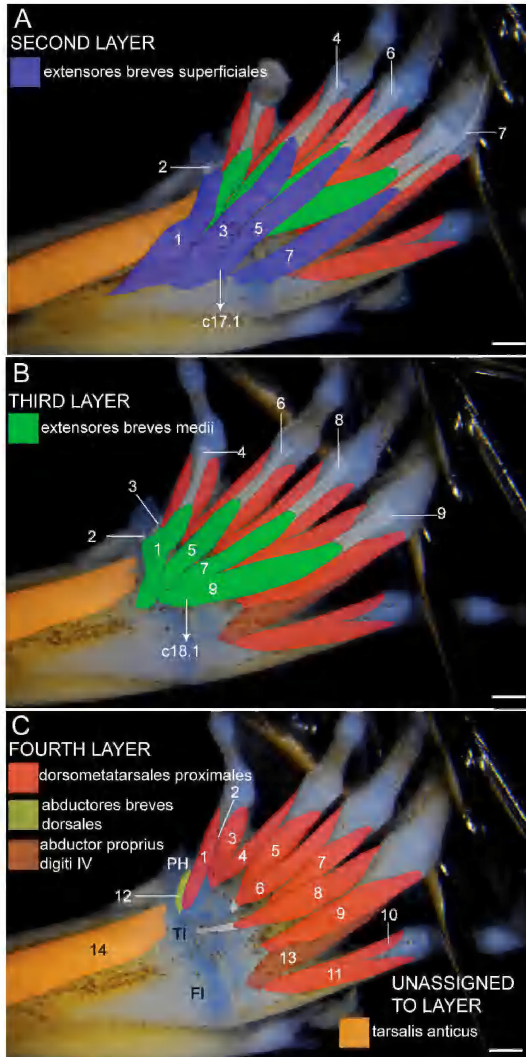 A
SECOND LAYER
extensores breves superficiales
4
6
7
2
1
3
5
7
c17.1
B
THIRD LAYER
extensores breves medii
6
8
4
3
2
1
5
7
9
9
c18.1
C
FOURTH LAYER
dorsometatarsales proximales
abductores breves
dorsales
abductor proprius
digiti IV
2
PH
1
3
4
5
7
12
6
8
9
TI
10
14
13
11
FI
UNASSIGNED
TO LAYER
tarsalis anticus